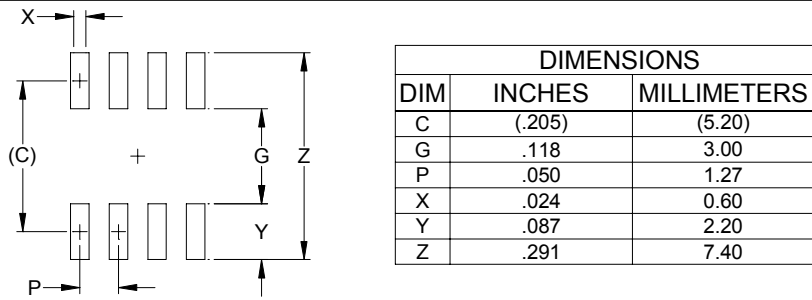 X
(C)
G
Z
Y
P
DIMENSIONS
DIM INCHES MILLIMETERS
C (.205) (5.20)
G .118 3.00
P .050 1.27
X .024 0.60
Y .087 2.20
Z .291 7.40